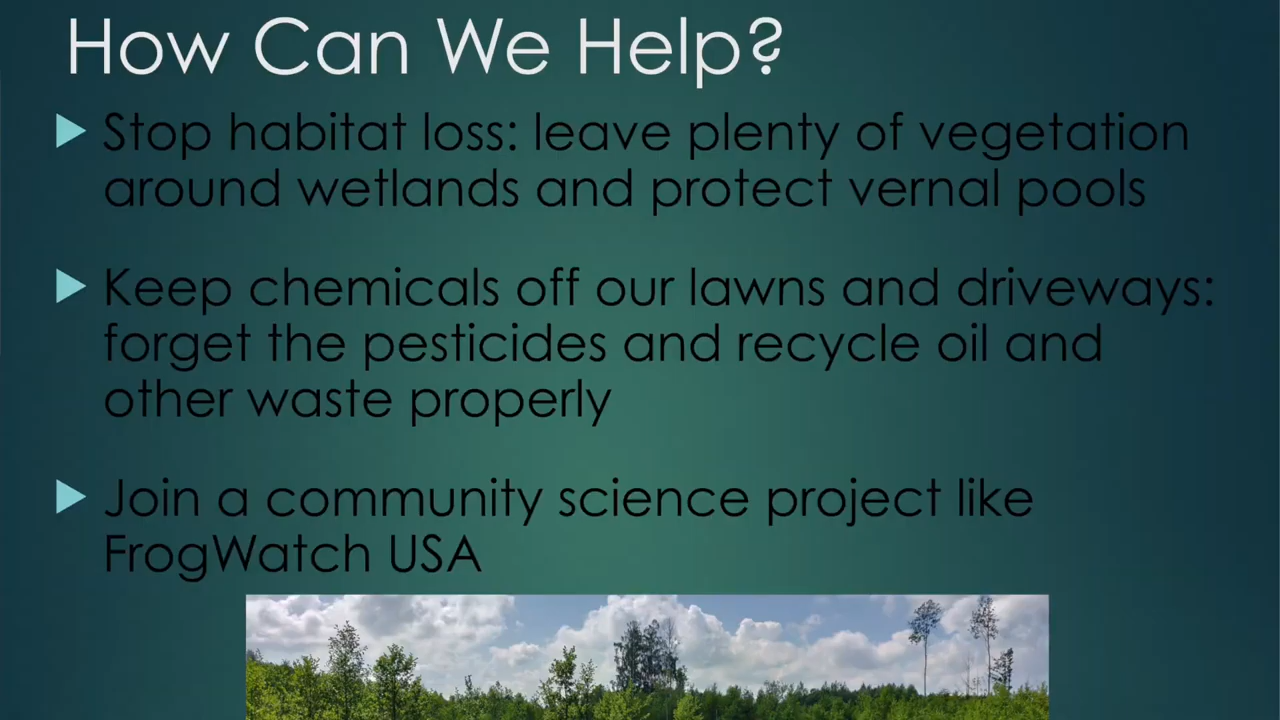 How Can We Help?
Stop habitat loss: leave plenty of vegetation
around wetlands and protect vernal pools
Keep chemicals off our lawns and driveways:
forget the pesticides and recycle oil and
other waste properly
Join a community science project like
FrogWatch USA